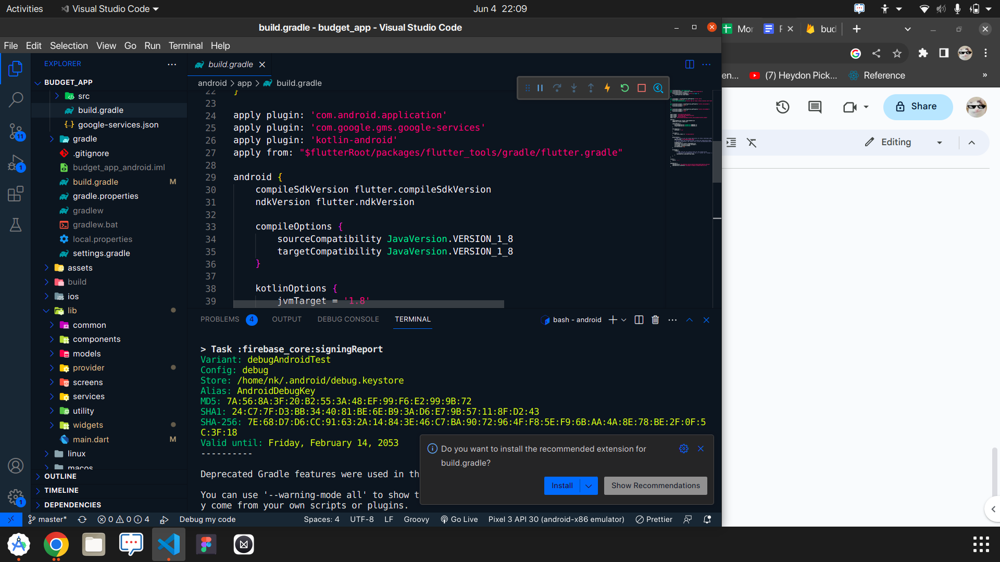 Activities
Visual Studio Code
Jun 4 22:09
build.gradle - budget_app - Visual Studio Code
File Edit Selection View Go Run Terminal Help
EXPLORER
BUDGET_APP
src
build.gradle
google-services.json
gradle
.gitignore
budget_app_android.iml
build.gradle M
gradle.properties
gradlew
gradlew.bat
local.properties
settings.gradle
assets
build
ios
lib
common
components
models
provider
screens
services
utility
widgets
main.dart M
linux
macos
OUTLINE
TIMELINE
DEPENDENCIES
11
1
1
build.gradle
android > app > build.gradle
22 }
23
24 apply plugin: 'com.android.application'
25 apply plugin: 'com.google.gms.google-services'
26 apply plugin: 'kotlin-android'
27 apply from: "$flutterRoot/packages/flutter_tools/gradle/flutter.gradle"
28
29 android {
30 compileSdkVersion flutter.compileSdkVersion
31 ndkVersion flutter.ndkVersion
32
33 compileOptions {
34 sourceCompatibility JavaVersion.VERSION_1_8
35 targetCompatibility JavaVersion.VERSION_1_8
36 }
37
38 kotlinOptions {
39 jvmTarget = '1.8'
PROBLEMS 4 OUTPUT DEBUG CONSOLE TERMINAL
bash - android
> Task :firebase_core:signingReport
Variant: debugAndroidTest
Config: debug
Store: /home/nk/.android/debug.keystore
Alias: AndroidDebugKey
MD5: 7A:56:8A:3F:20:B2:55:3A:48:EF:99:F6:E2:99:9B:72
SHA1: 24:C7:7F:D3:BB:34:40:81:BE:6E:B9:3A:D6:E7:9B:57:11:8F:D2:43
SHA-256: 7E:68:D7:D6:CC:91:63:2A:14:84:3E:46:C7:BA:90:72:96:4F:F8:5E:F9:6B:AA:4A:8E:78:BE:2F:0F:5
C:3F:18
Valid until: Friday, February 14, 2053
----------
Deprecated Gradle features were used in th
You can use '--warning-mode all' to show t
y come from your own scripts or plugins.
Do you want to install the recommended extension for
build.gradle?
Install
Show Recommendations
master* 0 0 4 Debug my code
Spaces: 4 UTF-8 LF Groovy Go Live Pixel 3 API 30 (android-x86 emulator) Prettier
Mor
bud
en...
(7) Heydon Pick...
Reference
»
Share
Editing